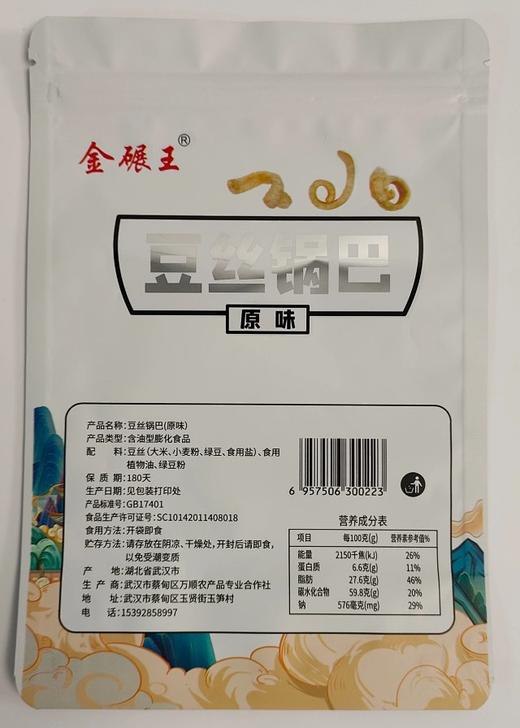 金碾王®
豆丝锅巴
原味
产品名称:豆丝锅巴(原味)
产品类型:含油型膨化食品
配料:豆丝(大米、小麦粉、绿豆、食用盐)、食用
植物油、绿豆粉
保质期:180天
生产日期:见包装打印处
产品标准号:GB17401
食品生产许可证号:SC10142011408018
食用方法:开袋即食
贮存方法:请存放在阴凉、干燥处，开封后请即食，
以免受潮变质
产地:湖北省武汉市
生产商:武汉市蔡甸区万顺农产品专业合作社
地址:武汉市蔡甸区玉贤街玉笋村
电话:15392858997
6 957506 300223
营养成分表
项目 每100克(g) 营养素参考值%
能量 2150千焦(kJ) 26%
蛋白质 6.6克(g) 11%
脂肪 27.6克(g) 46%
碳水化合物 59.8克(g) 20%
钠 576毫克(mg) 29%